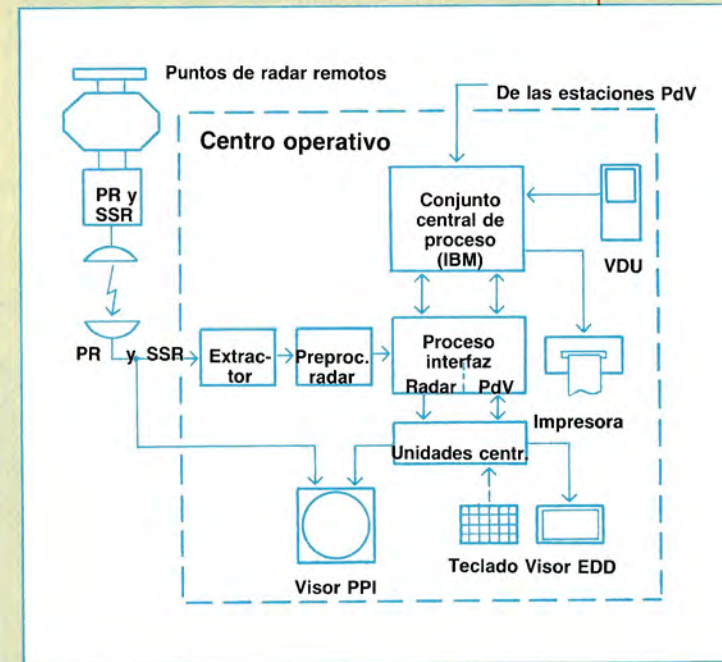 Puntos de radar remotos
De las estaciones PdV
Centro operativo
PR y
SSR
Conjunto
central de
proceso
(IBM)
VDU
PR y SSR
Extrac-
tor
Preproc.
radar
Proceso
interfaz
Radar PdV
Impresora
Unidades centr.
Teclado Visor EDD
Visor PPI